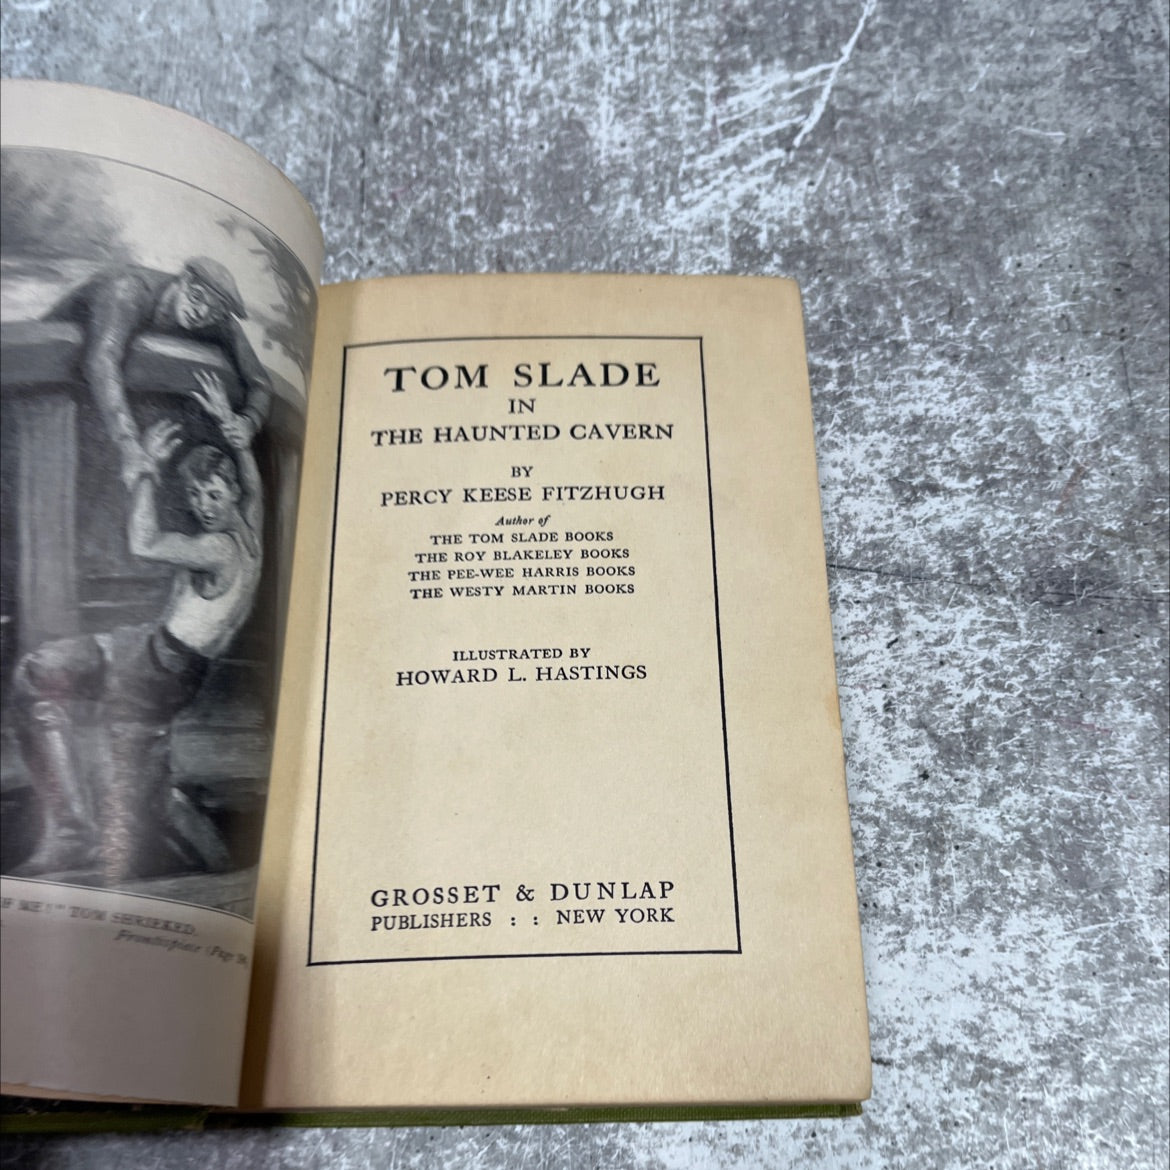 ME!" TOM SHRIEKED.
Frontispiece (Page
TOM SLADE
IN
THE HAUNTED CAVERN
BY
PERCY KEESE FITZHUGH
Author of
THE TOM SLADE BOOKS
THE ROY BLAKELEY BOOKS
THE PEE-WEE HARRIS BOOKS
THE WESTY MARTIN BOOKS
ILLUSTRATED BY
HOWARD L. HASTINGS
GROSSET & DUNLAP
PUBLISHERS : : NEW YORK